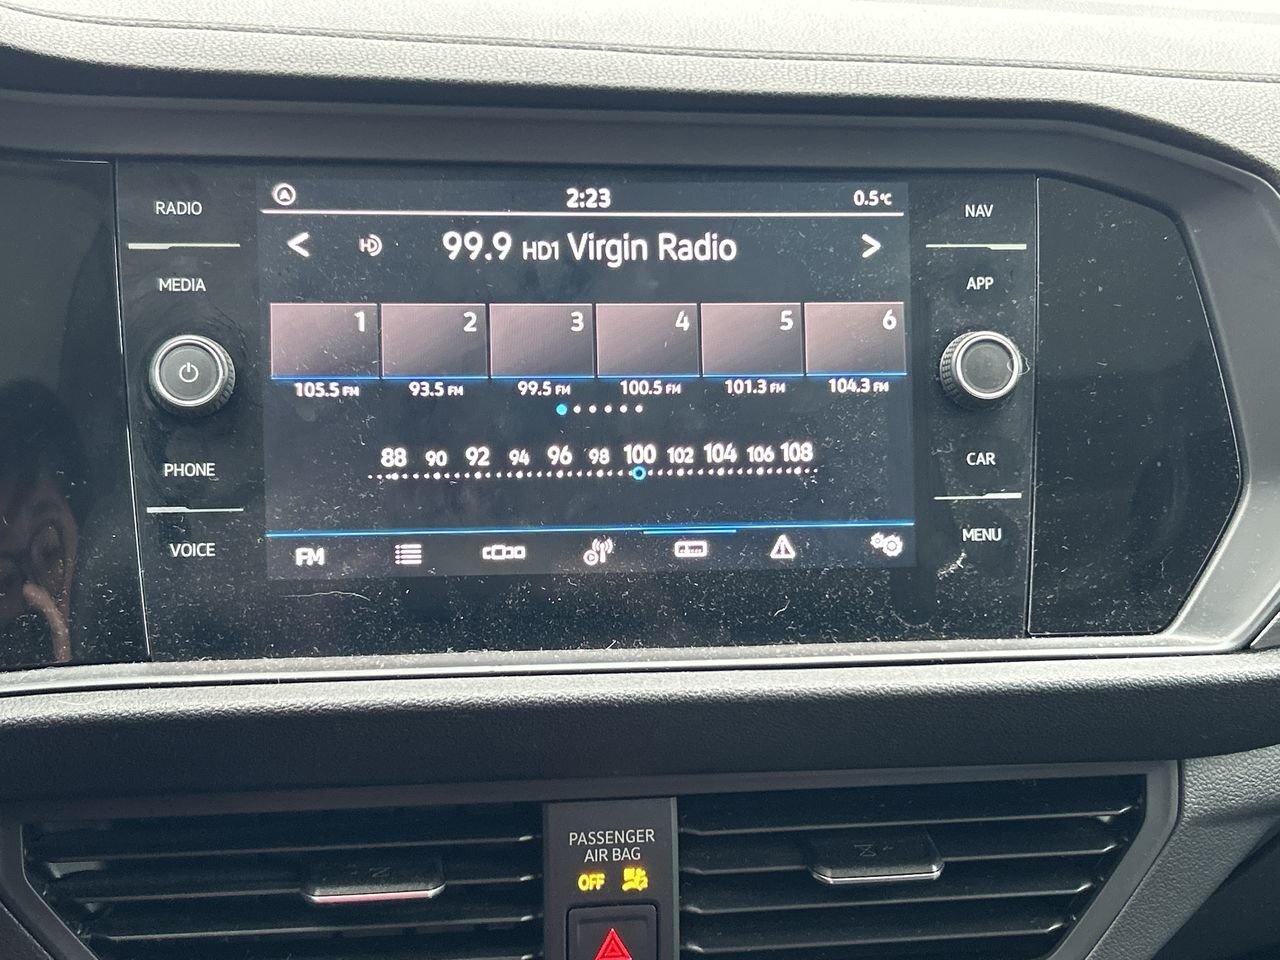 RADIO
MEDIA
PHONE
VOICE
A
2:23
0.5°C
<
HD
99.9 HD1 Virgin Radio
>
1 2 3 4 5 6
105.5 FM 93.5 FM 99.5 FM 100.5 FM 101.3 FM 104.3 FM
88 90 92 94 96 98 100 102 104 106 108
FM
NAV
APP
CAR
MENU
PASSENGER
AIR BAG
OFF